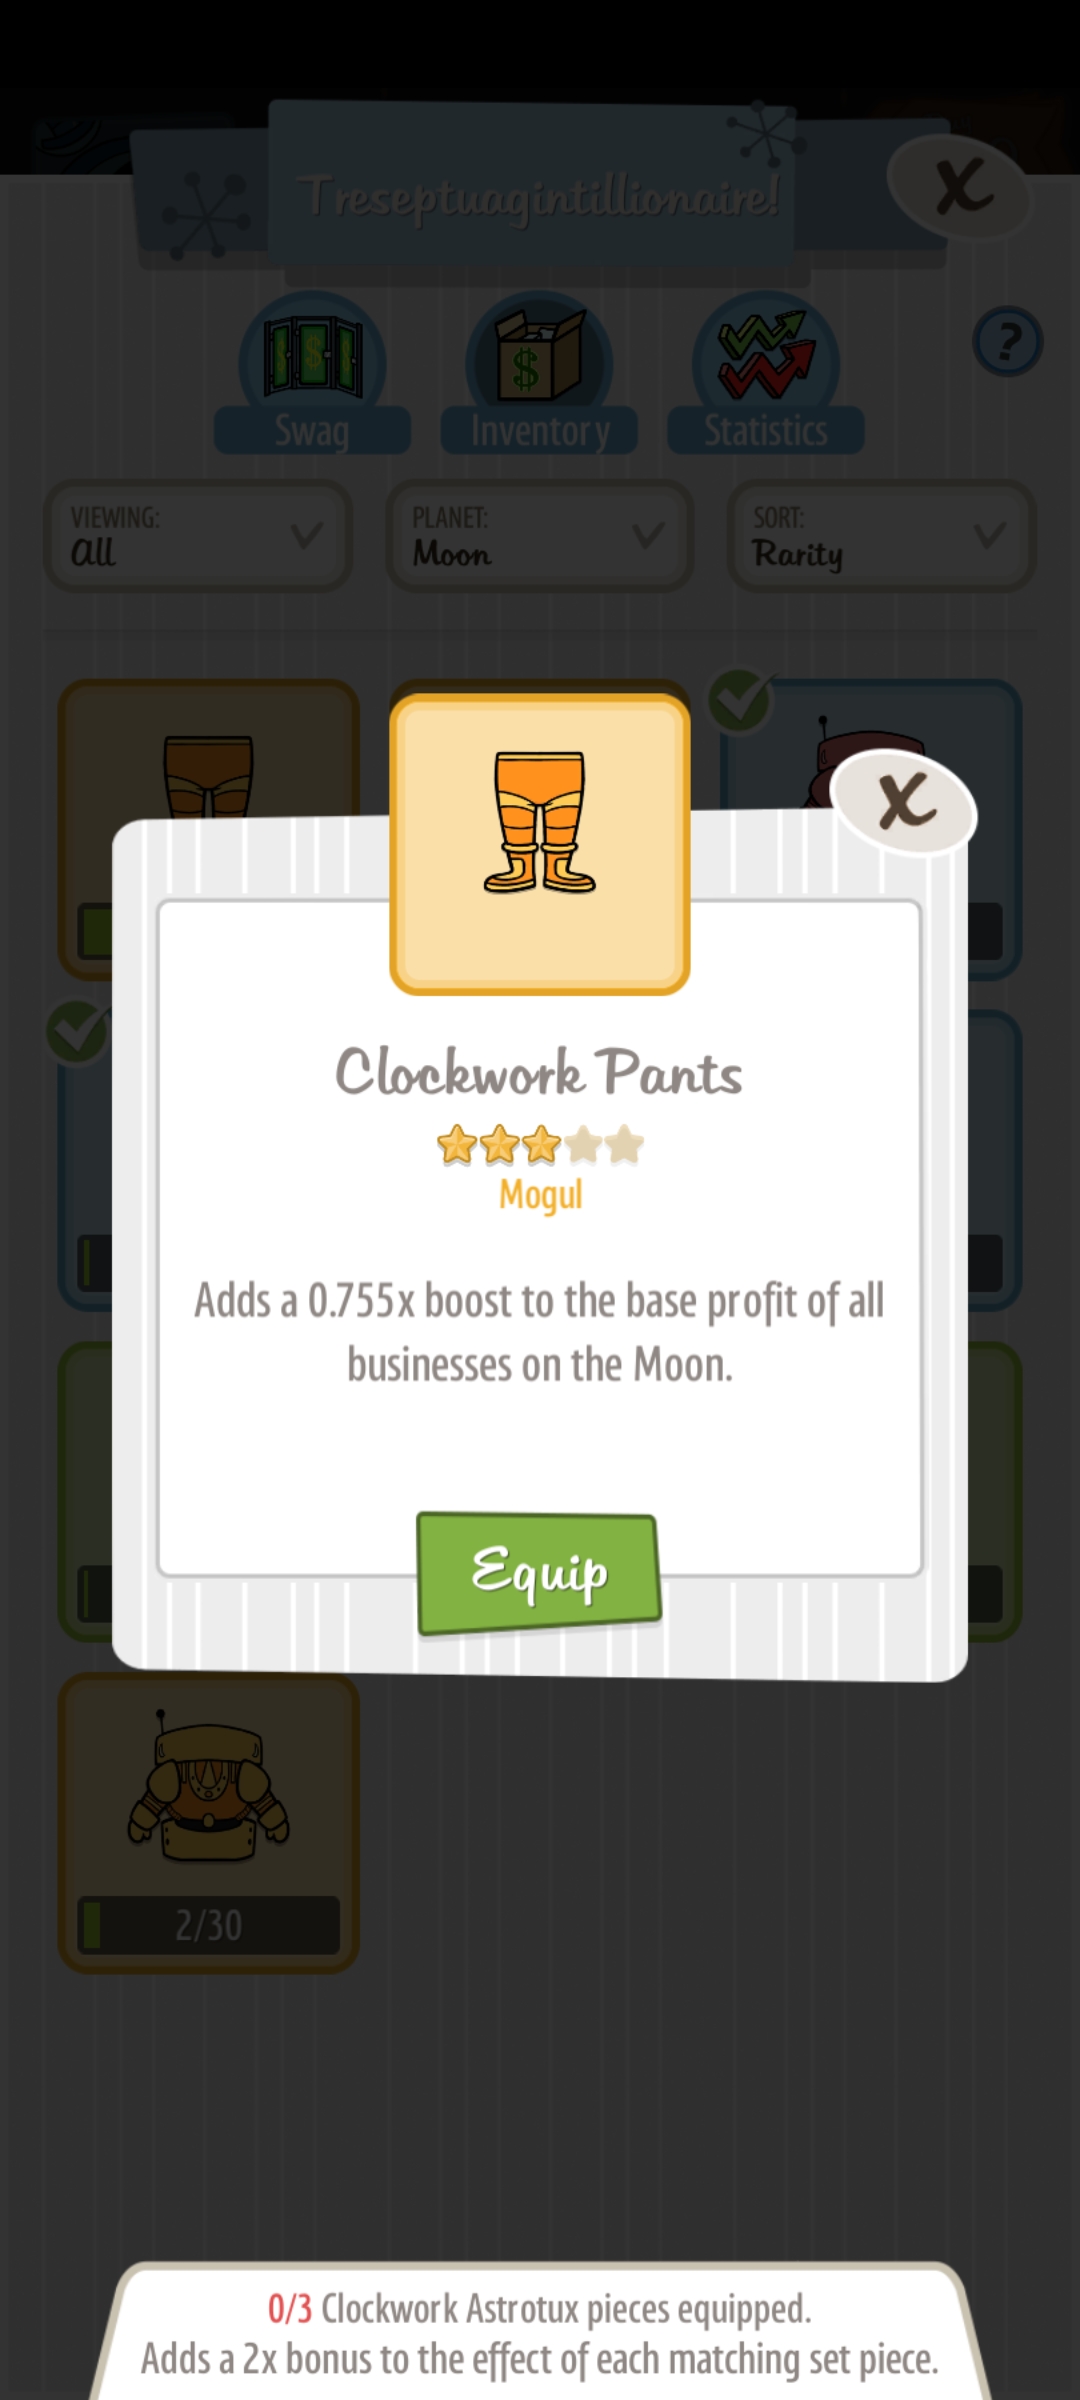 Treseptuagintillionaire!
X
?
Swag
Inventory
Statistics
VIEWING:
All
PLANET:
Moon
SORT:
Rarity
X
Clockwork Pants
Mogul
Adds a 0.755x boost to the base profit of all
businesses on the Moon.
Equip
2/30
0/3 Clockwork Astrotux pieces equipped.
Adds a 2x bonus to the effect of each matching set piece.